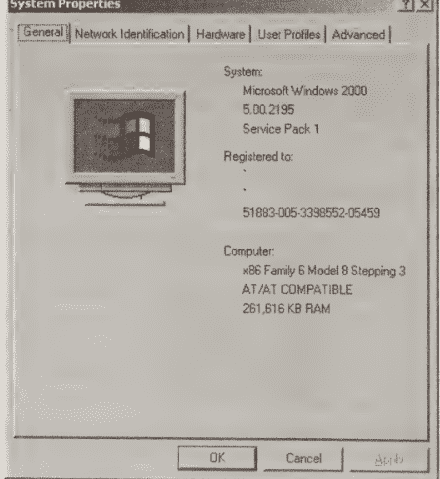 System Properties
? X
General
Network Identification
Hardware
User Profiles
Advanced
System:
Microsoft Windows 2000
5.00.2195
Service Pack 1
Registered to:
51883-005-3398552-05459
Computer:
x86 Family 6 Model 8 Stepping 3
AT/AT COMPATIBLE
261,616 KB RAM
OK
Cancel
Apply